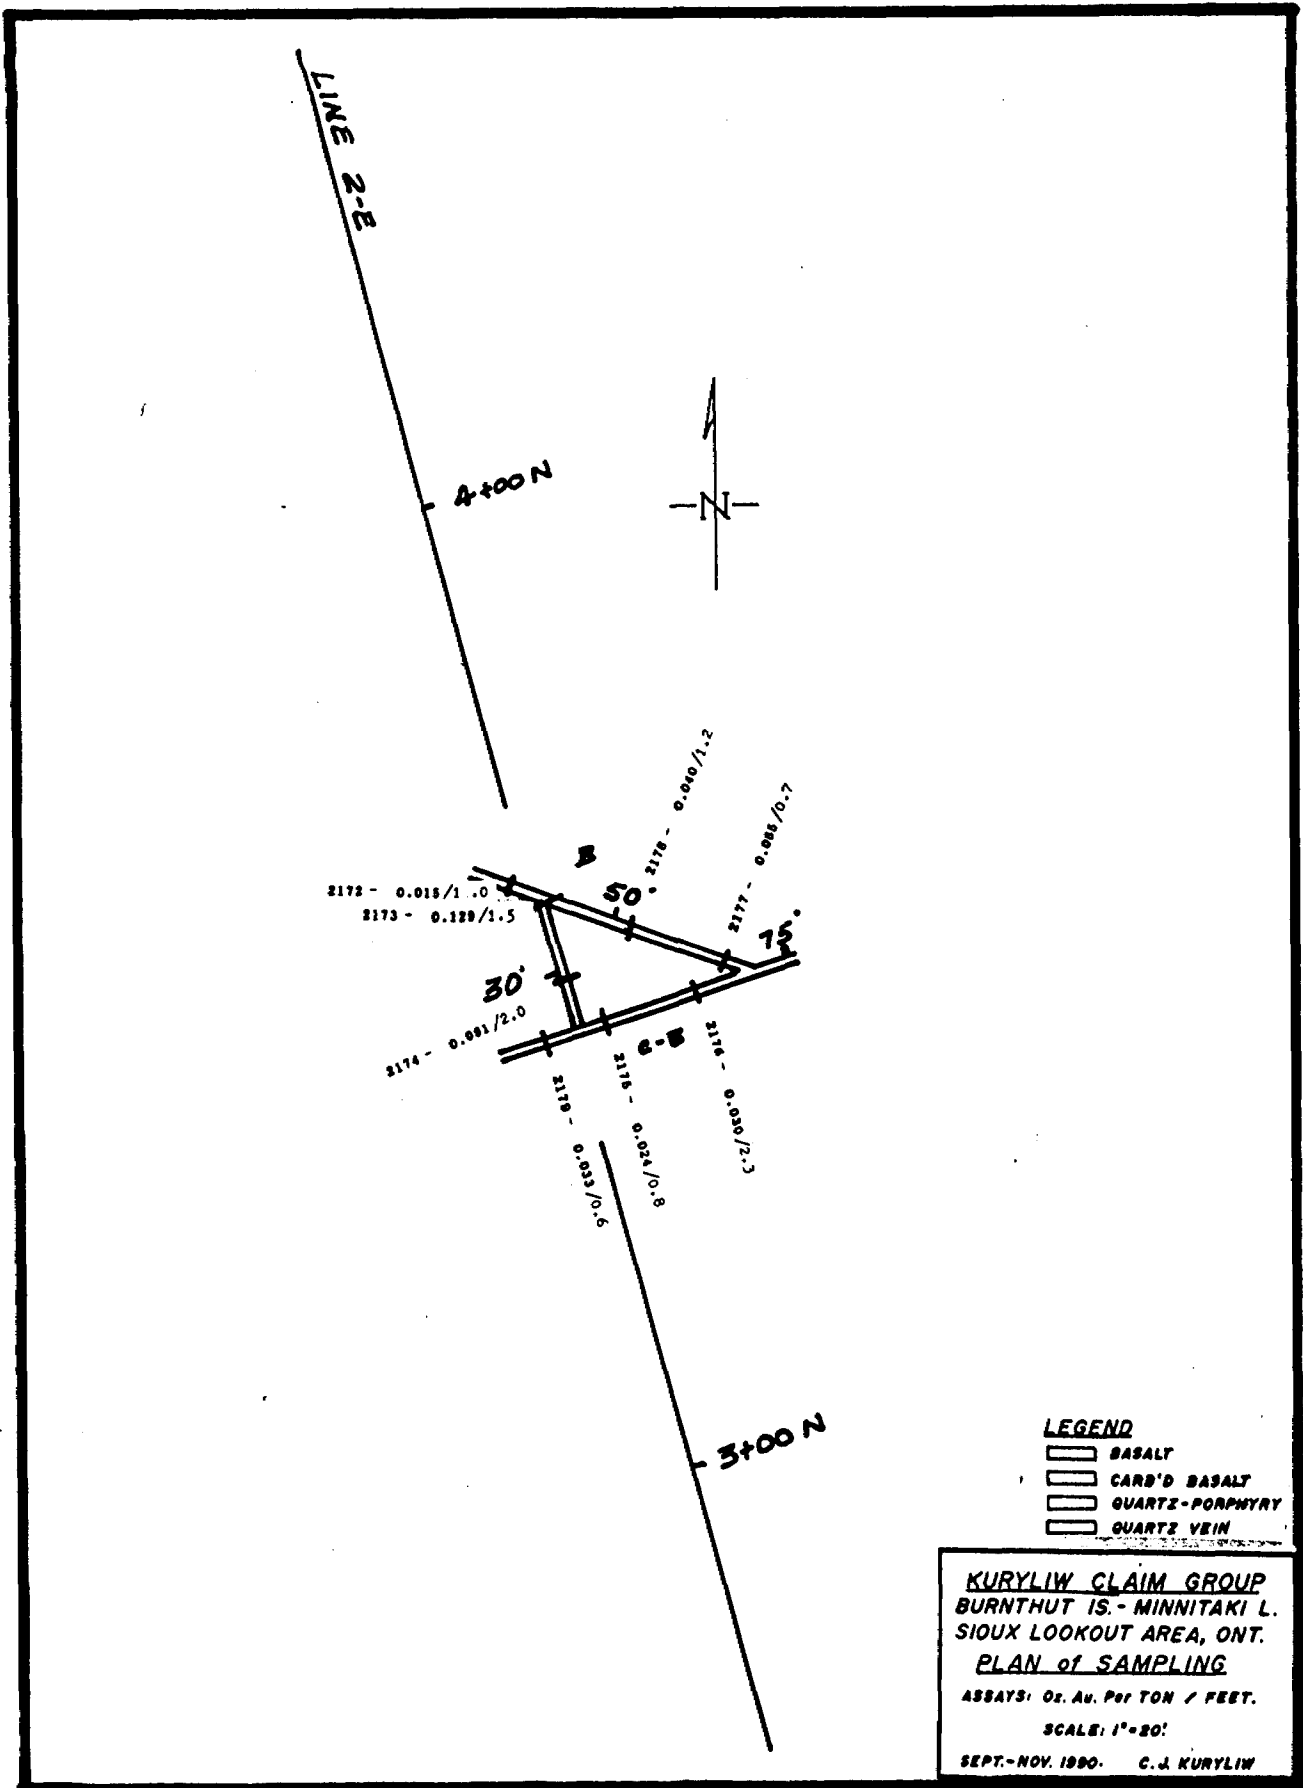 LINE 2-E
4+00 N
N
2178 - 0.040/1.2
2177 - 0.085/0.7
B
50°
2172 - 0.015/1.0
2173 - 0.129/1.5
75°
30°
2174 - 0.091/2.0
2179 - 0.033/0.6
2175 - 0.024/0.8
2176 - 0.030/2.3
3+00 N
LEGEND
BASALT
CARB'D BASALT
QUARTZ-PORPHYRY
QUARTZ VEIN
KURYLIW CLAIM GROUP
BURNTHUT IS.- MINNITAKI L.
SIOUX LOOKOUT AREA, ONT.
PLAN of SAMPLING
ASSAYS: Oz. Au. Per TON / FEET.
SCALE: 1"=20'
SEPT.-NOV. 1990. C.J. KURYLIW